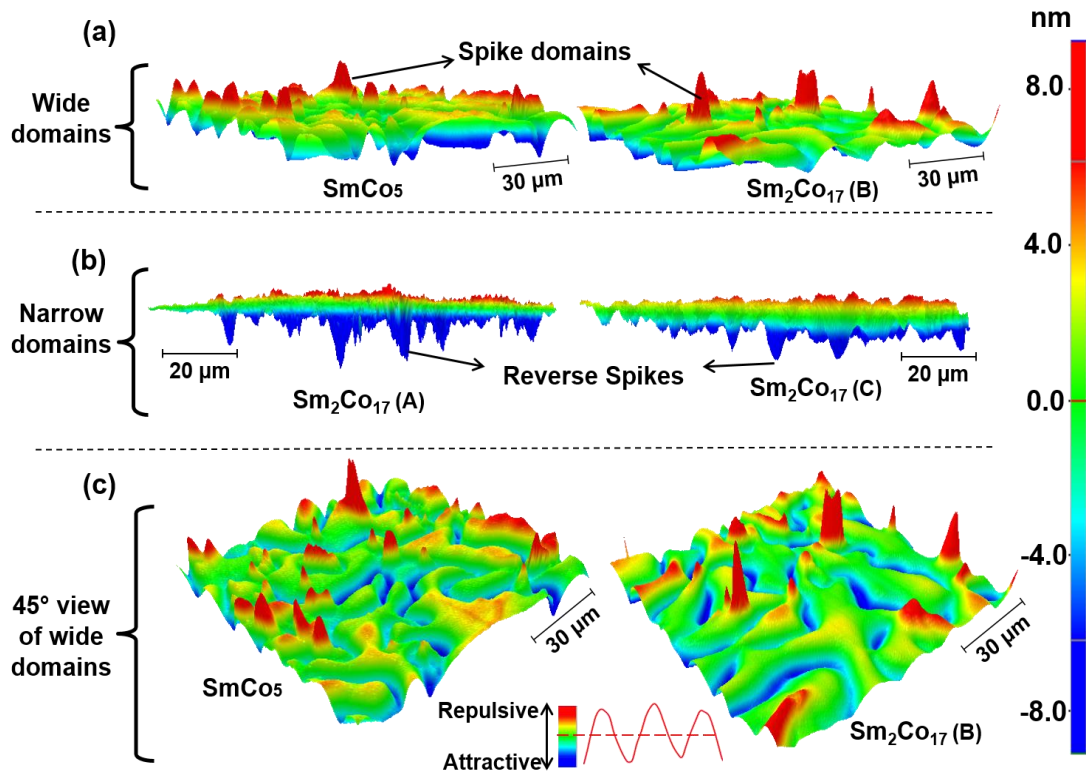 nm
(a)
Spike domains
8.0
Wide
domains
30 µm
30 µm
SmCo₅
Sm₂Co₁₇ (B)
4.0
(b)
Narrow
domains
20 µm
20 µm
Reverse Spikes
Sm₂Co₁₇ (A)
Sm₂Co₁₇ (C)
0.0
(c)
-4.0
45° view
of wide
domains
30 µm
30 µm
SmCo₅
Repulsive
Attractive
Sm₂Co₁₇ (B)
-8.0